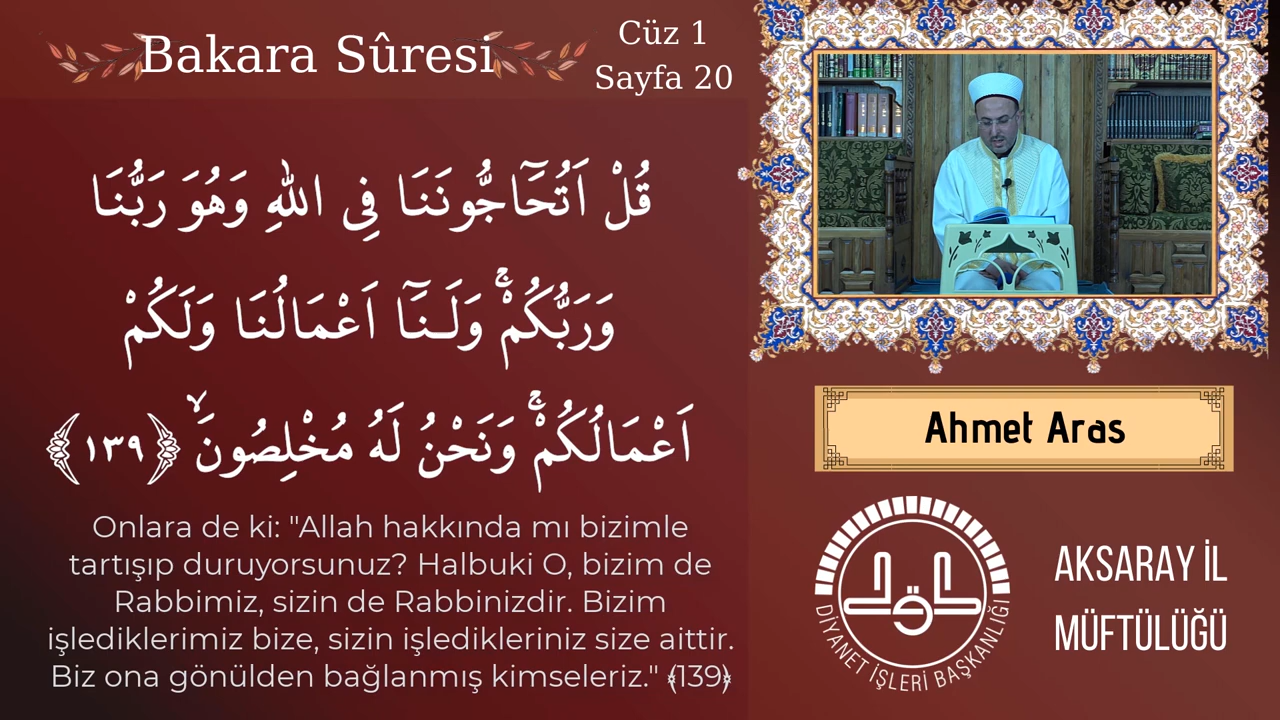 Bakara Sûresi
Cüz 1
Sayfa 20
قُلْ اَتُحَٓاجُّونَنَا فِى اللّٰهِ وَهُوَ رَبُّنَا
وَرَبُّكُمْۚ وَلَـنَٓا اَعْمَالُنَا وَلَكُمْ
اَعْمَالُكُمْۚ وَنَحْنُ لَهُ مُخْلِصُونَۙ ﴿١٣٩﴾
Onlara de ki: "Allah hakkında mı bizimle
tartışıp duruyorsunuz? Halbuki O, bizim de
Rabbimiz, sizin de Rabbinizdir. Bizim
işlediklerimiz bize, sizin işledikleriniz size aittir.
Biz ona gönülden bağlanmış kimseleriz." ﴾139﴿
Ahmet Aras
DİYANET İŞLERİ BAŞKANLIĞI
AKSARAY İL
MÜFTÜLÜĞÜ